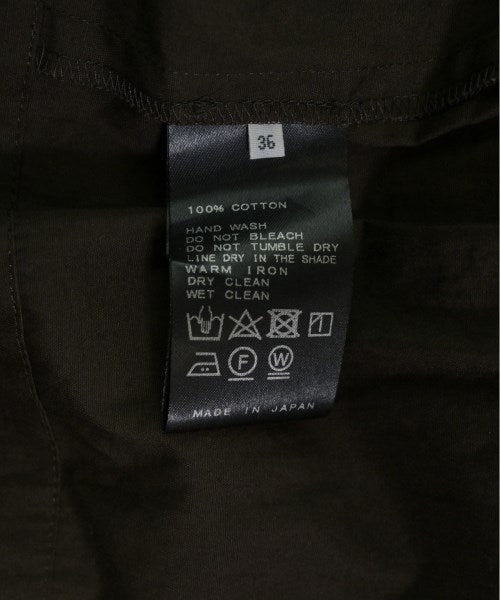 36
100% COTTON
HAND WASH
DO NOT BLEACH
DO NOT TUMBLE DRY
LINE DRY IN THE SHADE
WARM IRON
DRY CLEAN
WET CLEAN
F W
MADE IN JAPAN